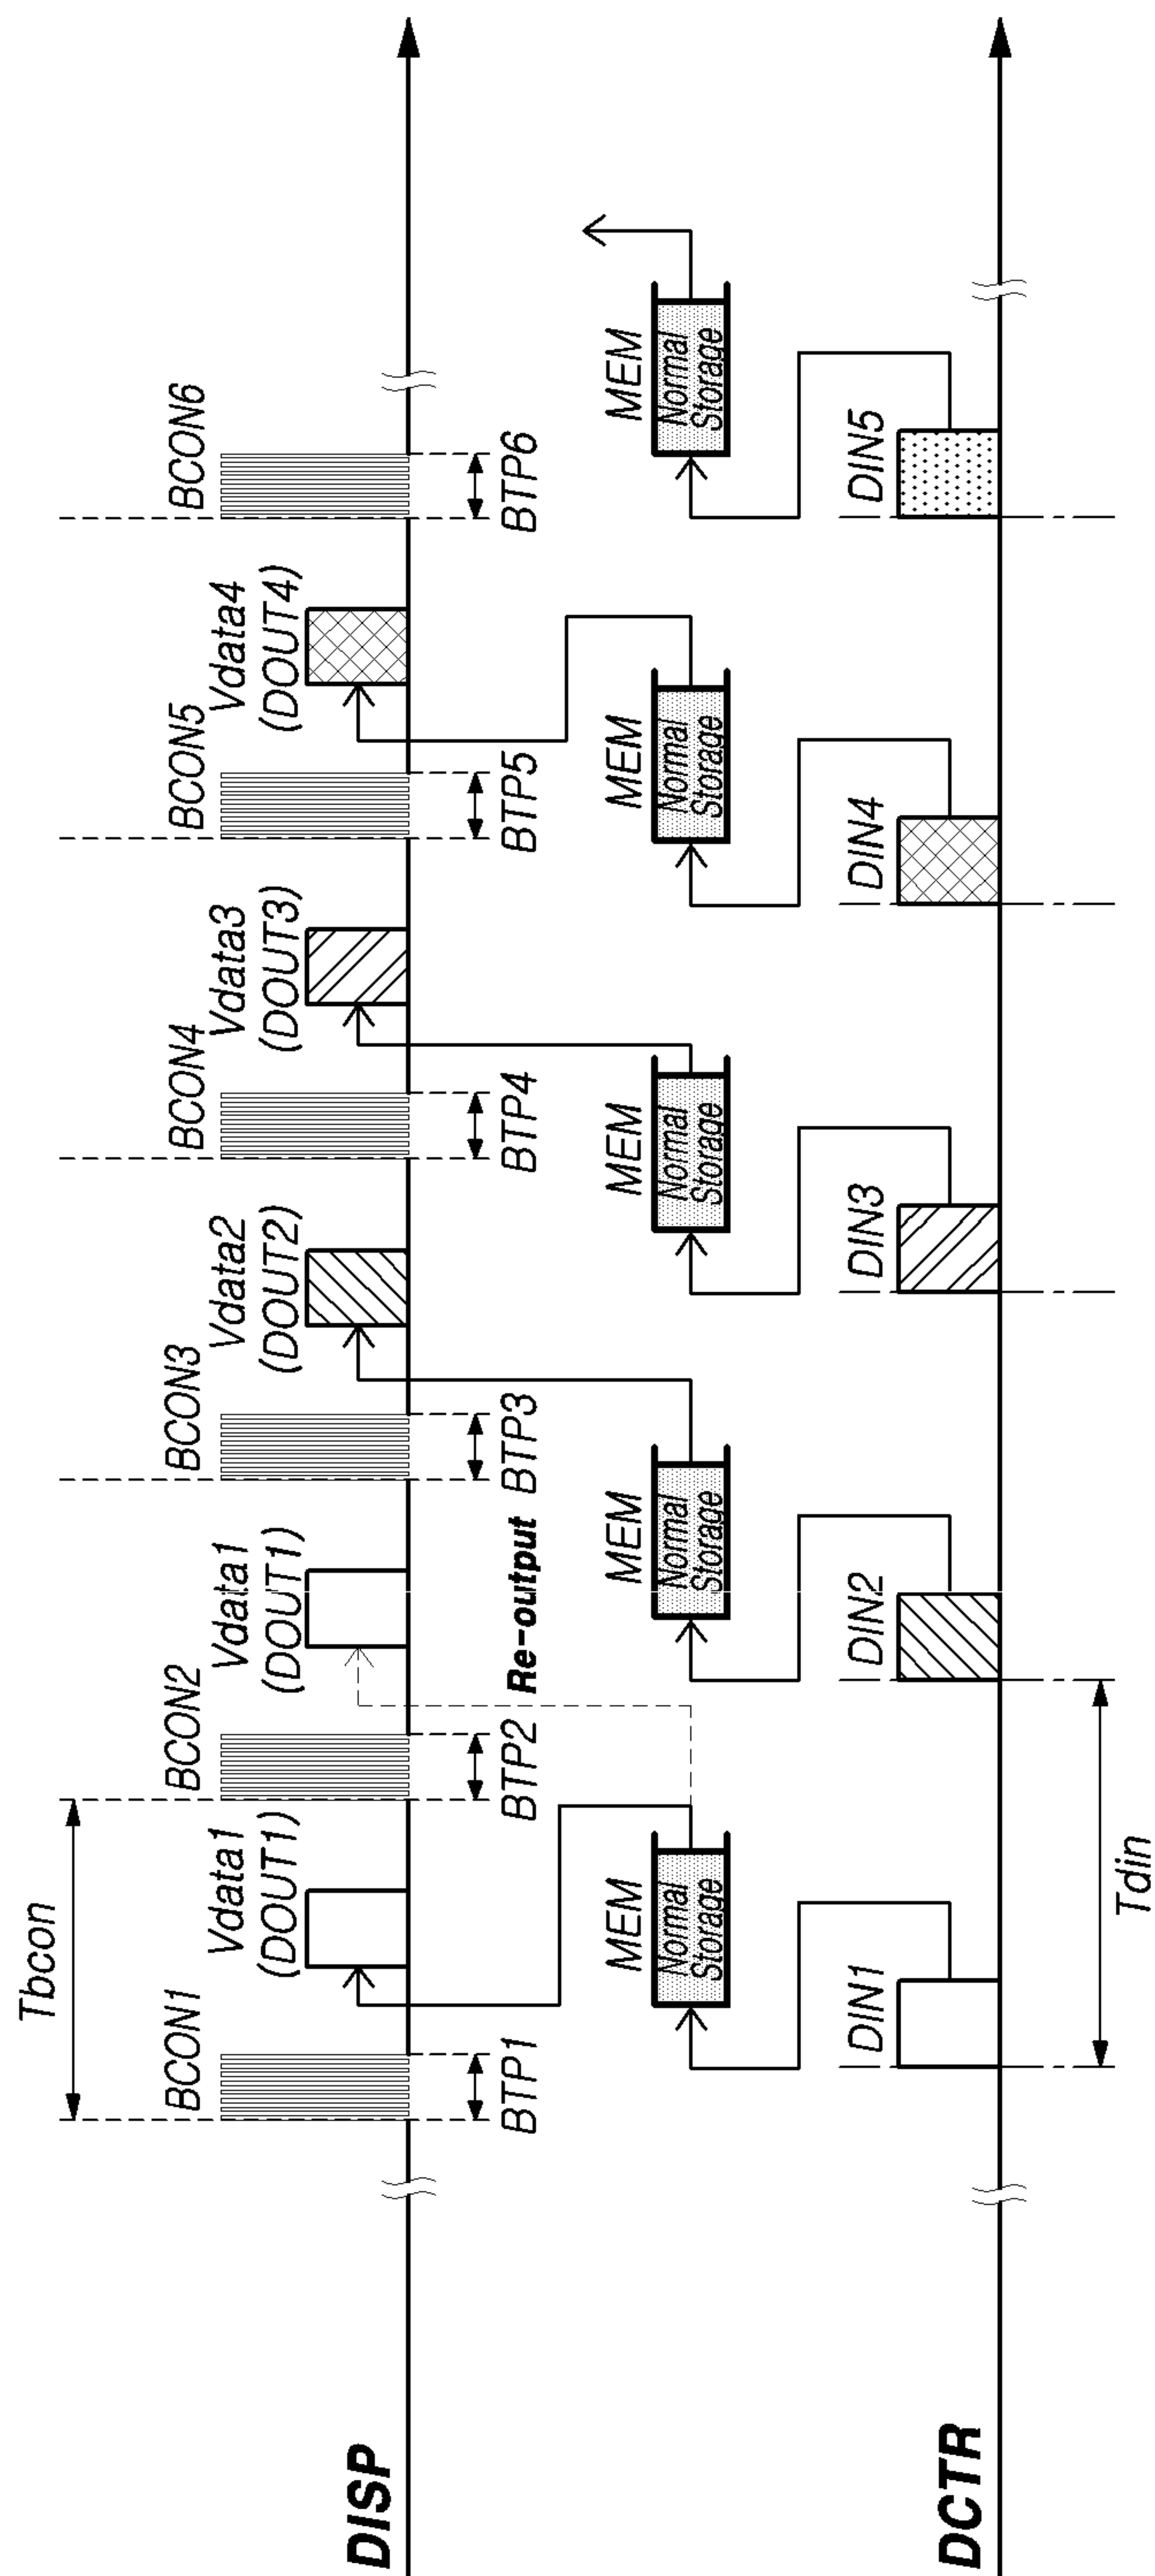 Tbcon
BCON1
BCON2
BCON3
BCON4
BCON5
BCON6
Vdata1
(DOUT1)
Vdata1
(DOUT1)
Vdata2
(DOUT2)
Vdata3
(DOUT3)
Vdata4
(DOUT4)
DISP
BTP1
BTP2
Re-output
BTP3
BTP4
BTP5
BTP6
MEM
Normal
Storage
MEM
Normal
Storage
MEM
Normal
Storage
MEM
Normal
Storage
MEM
Normal
Storage
DIN1
DIN2
DIN3
DIN4
DIN5
DCTR
Tdin